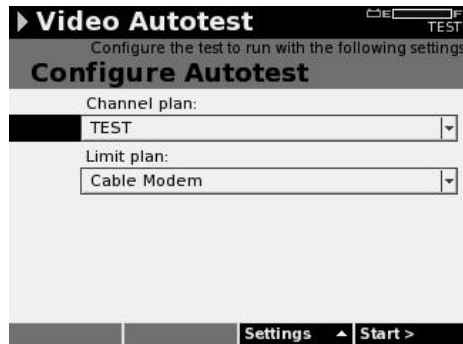 Video Autotest
E F
TEST
Configure the test to run with the following settings
Configure Autotest
Channel plan:
TEST
Limit plan:
Cable Modem
Settings Start >